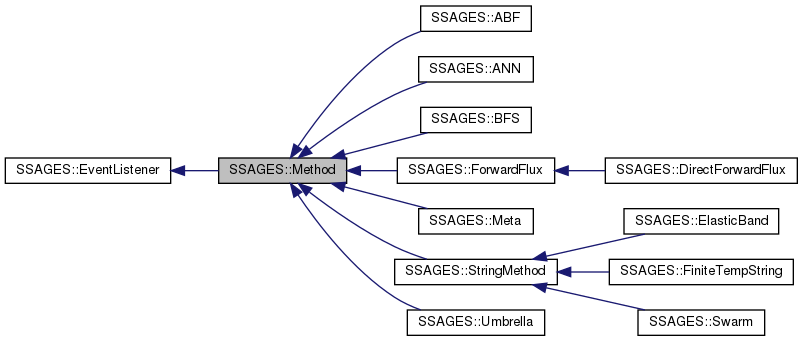 SSAGES::ABF
SSAGES::ANN
SSAGES::BFS
SSAGES::EventListener
SSAGES::Method
SSAGES::ForwardFlux
SSAGES::DirectForwardFlux
SSAGES::Meta
SSAGES::ElasticBand
SSAGES::StringMethod
SSAGES::FiniteTempString
SSAGES::Umbrella
SSAGES::Swarm